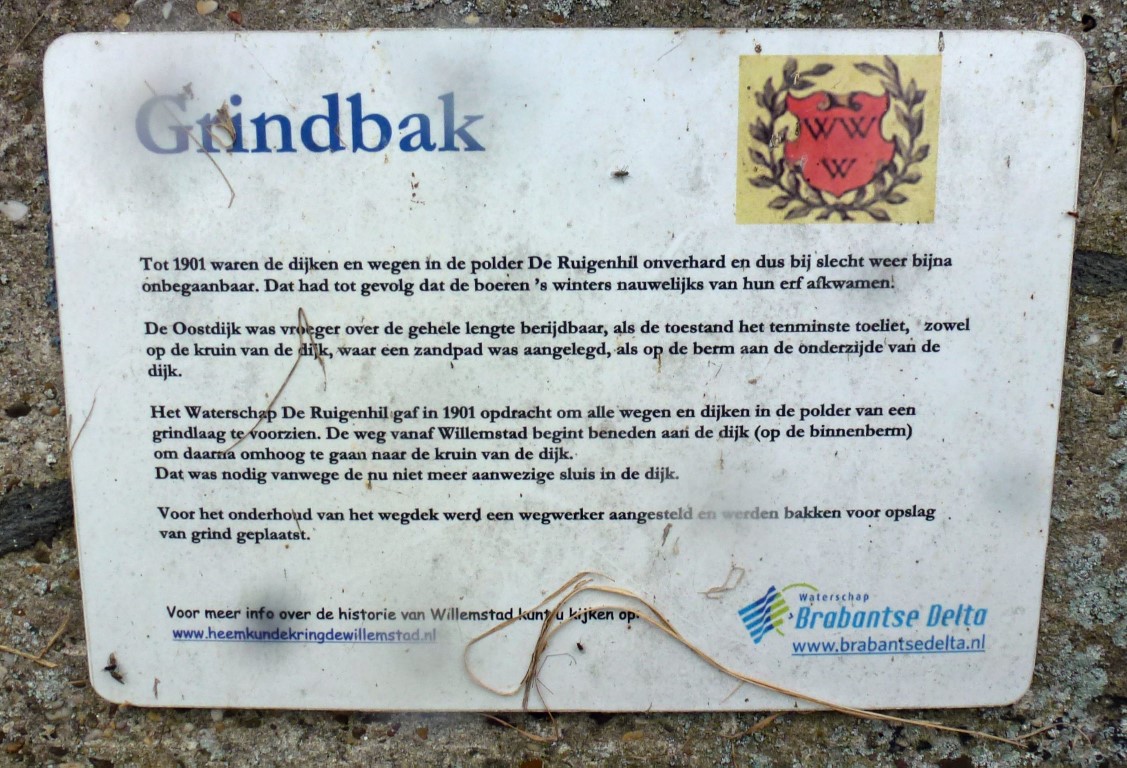 Grindbak
W W
W
Tot 1901 waren de dijken en wegen in de polder De Ruigenhil onverhard en dus bij slecht weer bijna
onbegaanbaar. Dat had tot gevolg dat de boeren 's winters nauwelijks van hun erf afkwamen!
De Oostdijk was vroeger over de gehele lengte berijdbaar, als de toestand het tenminste toeliet, zowel
op de kruin van de dijk, waar een zandpad was aangelegd, als op de berm aan de onderzijde van de
dijk.
Het Waterschap De Ruigenhil gaf in 1901 opdracht om alle wegen en dijken in de polder van een
grindlaag te voorzien. De weg vanaf Willemstad begint beneden aan de dijk (op de binnenberm)
om daarna omhoog te gaan naar de kruin van de dijk.
Dat was nodig vanwege de nu niet meer aanwezige sluis in de dijk.
Voor het onderhoud van het wegdek werd een wegwerker aangesteld en werden bakken voor opslag
van grind geplaatst.
Voor meer info over de historie van Willemstad kunt u kijken op:
www.heemkundekringdewillemstad.nl
Waterschap
Brabantse Delta
www.brabantsedelta.nl